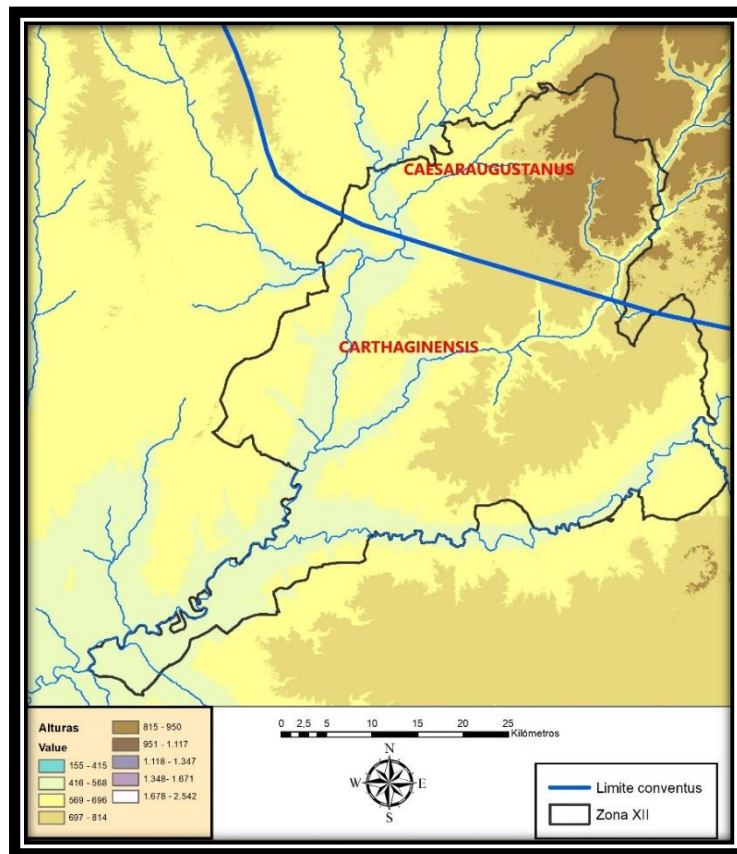 CAESARAUGUSTANUS
CARTHAGINENSIS
Alturas
Value
155 - 415
416 - 568
569 - 696
697 - 814
815 - 950
951 - 1.117
1.118 - 1.347
1.348 - 1.671
1.678 - 2.542
0 2,5 5 10 15 20 25
Kilómetros
N
W E
S
Limite conventus
Zona XII